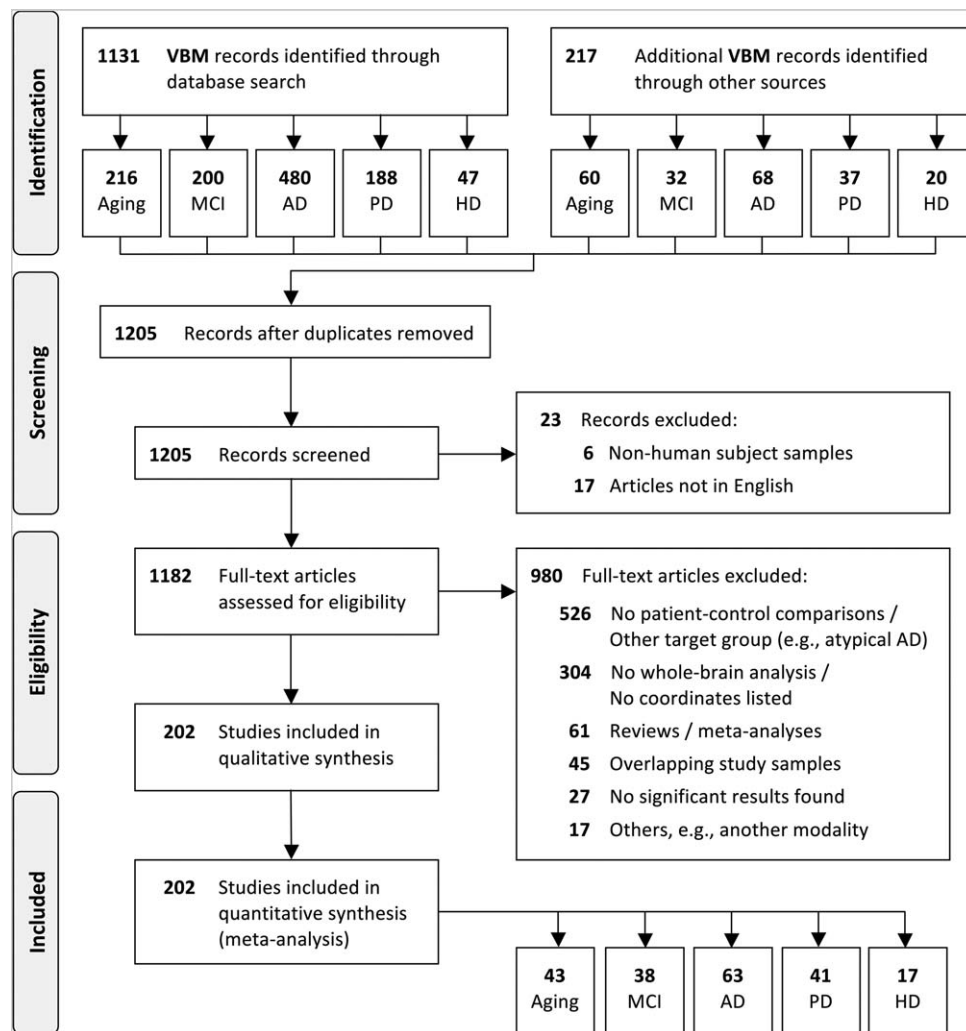 Identification
1131 VBM records identified through
database search
217 Additional VBM records identified
through other sources
216
Aging
200
MCI
480
AD
188
PD
47
HD
60
Aging
32
MCI
68
AD
37
PD
20
HD
Screening
1205 Records after duplicates removed
1205 Records screened
23 Records excluded:
6 Non-human subject samples
17 Articles not in English
Eligibility
1182 Full-text articles
assessed for eligibility
980 Full-text articles excluded:
526 No patient-control comparisons /
Other target group (e.g., atypical AD)
304 No whole-brain analysis /
No coordinates listed
61 Reviews / meta-analyses
45 Overlapping study samples
27 No significant results found
17 Others, e.g., another modality
202 Studies included in
qualitative synthesis
Included
202 Studies included in
quantitative synthesis
(meta-analysis)
43
Aging
38
MCI
63
AD
41
PD
17
HD